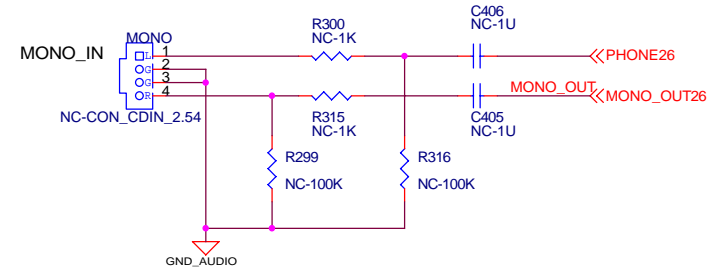 C406
R300
NC-1U
MONO
NC-1K
MONO_IN
1
L
PHONE26
2
G
3
G
MONO_OUT
4
R
MONO_OUT26
NC-CON_CDIN_2.54
R315
C405
NC-1K
NC-1U
R299
R316
NC-100K
NC-100K
GND_AUDIO